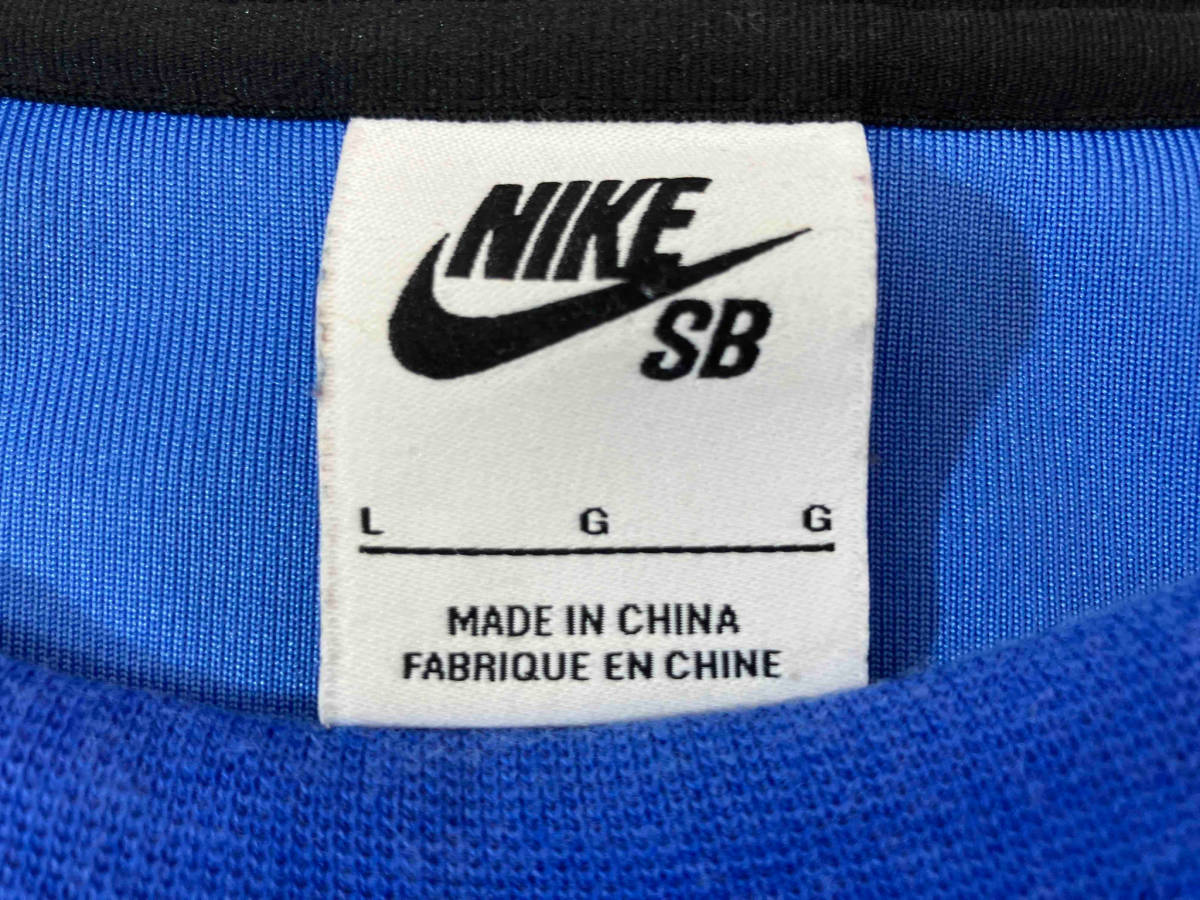 NIKE
SB
L G G
MADE IN CHINA
FABRIQUE EN CHINE